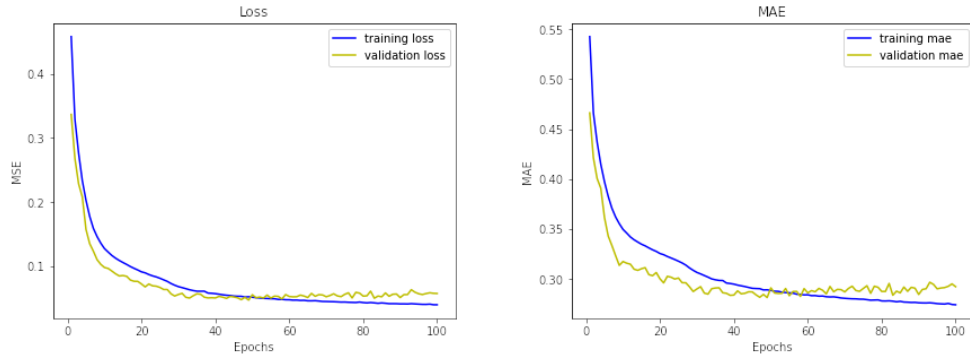 Loss
MSE
0.4
0.3
0.2
0.1
training loss
validation loss
0
20
40
60
80
100
Epochs
MAE
MAE
0.55
0.50
0.45
0.40
0.35
0.30
training mae
validation mae
0
20
40
60
80
100
Epochs